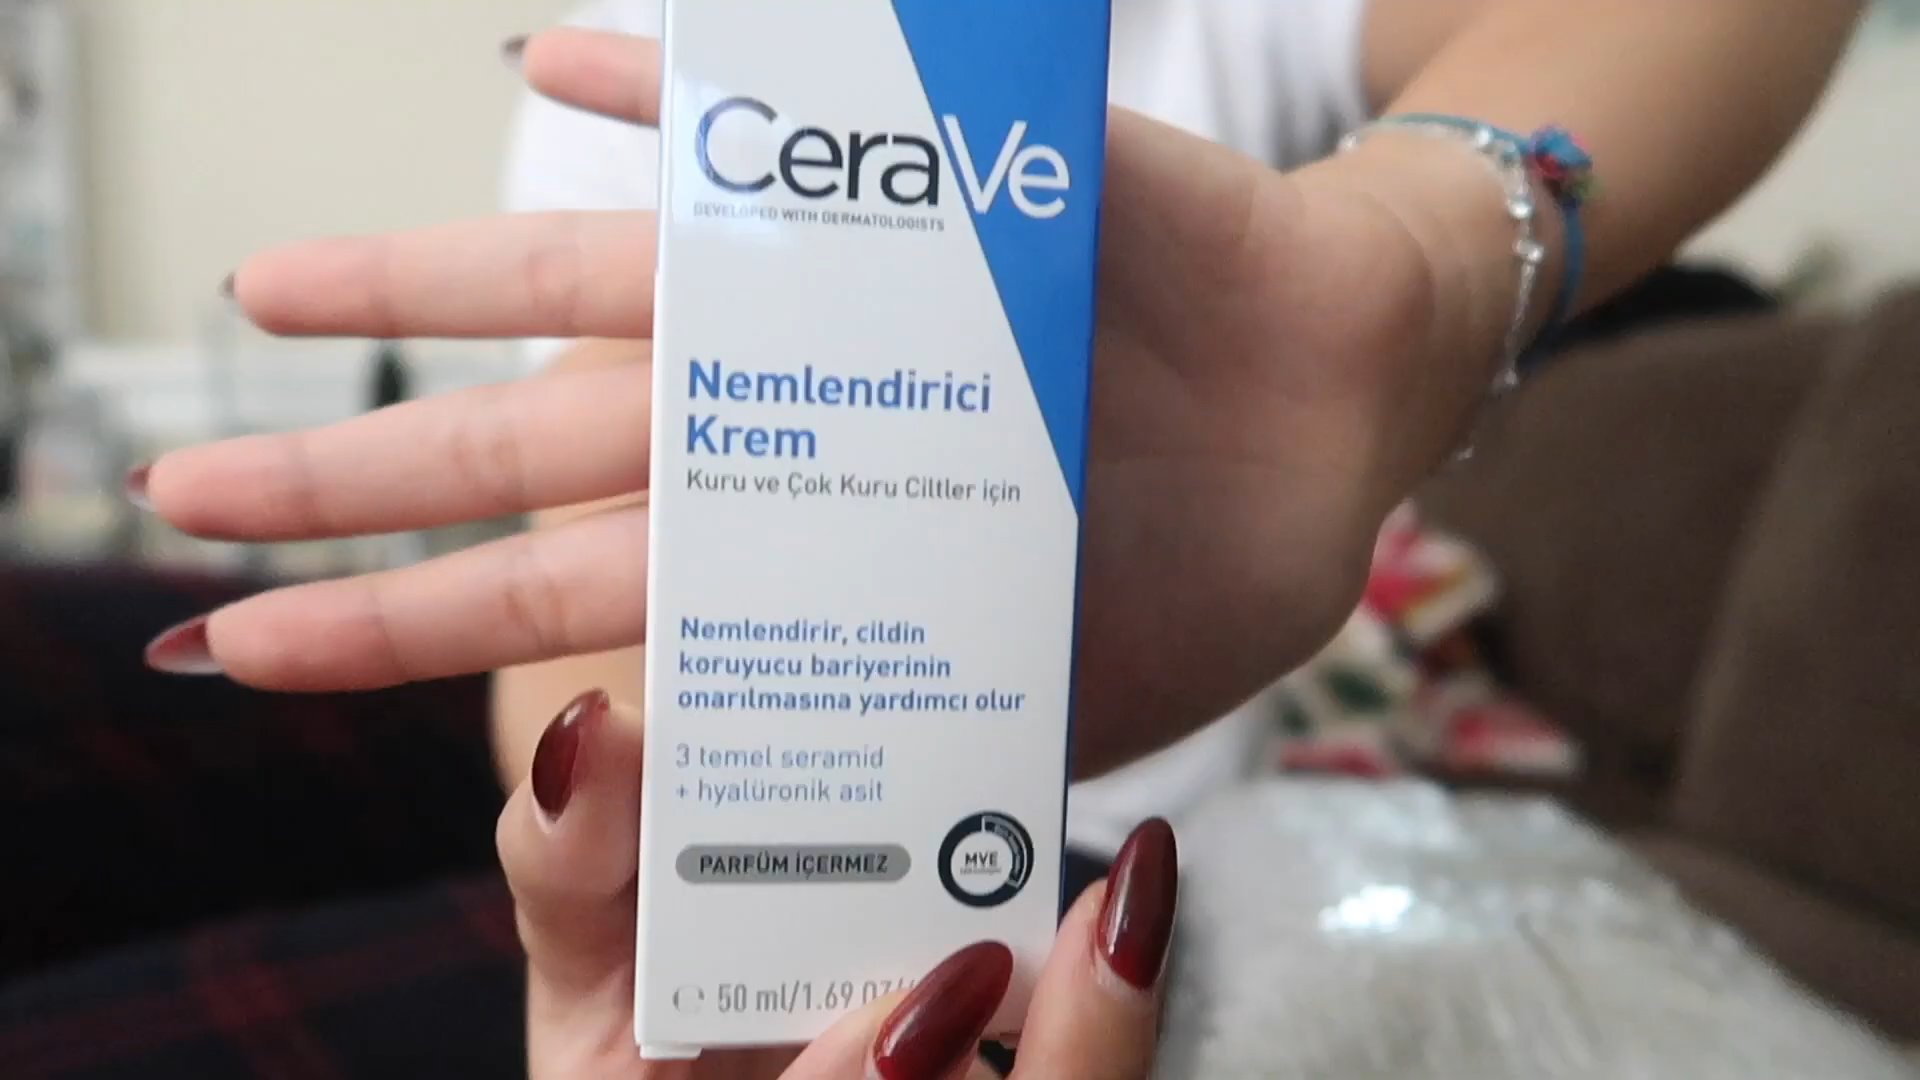 CeraVe
DEVELOPED WITH DERMATOLOGISTS
Nemlendirici
Krem
Kuru ve Çok Kuru Ciltler için
Nemlendirir, cildin
koruyucu bariyerinin
onarılmasına yardımcı olur
3 temel seramid
+ hyalüronik asit
PARFÜM İÇERMEZ
MVE
℮ 50 ml/1.69